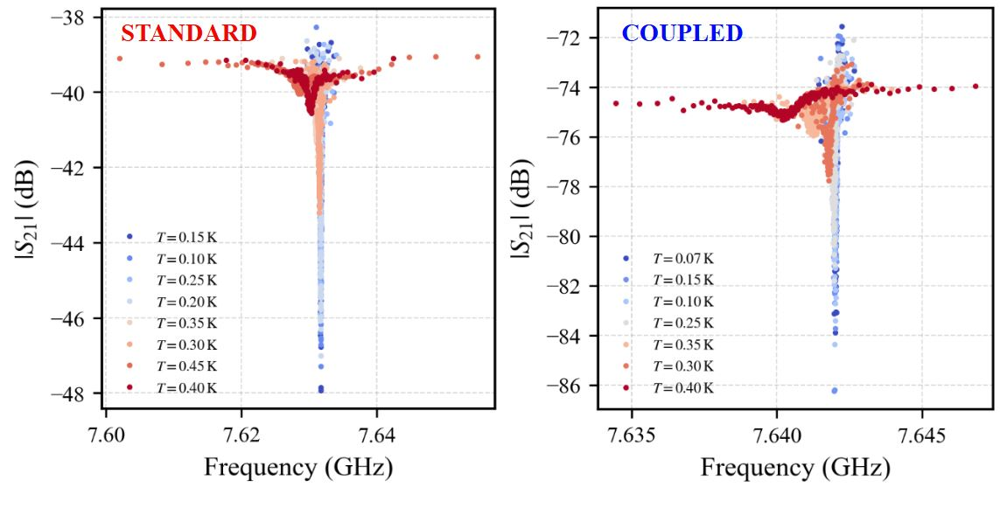 STANDARD
−38
−40
−42
−44
−46
−48
|S₂₁| (dB)
T = 0.15 K
T = 0.10 K
T = 0.25 K
T = 0.20 K
T = 0.35 K
T = 0.30 K
T = 0.45 K
T = 0.40 K
7.60 7.62 7.64
Frequency (GHz)
COUPLED
−72
−74
−76
−78
−80
−82
−84
−86
|S₂₁| (dB)
T = 0.07 K
T = 0.15 K
T = 0.10 K
T = 0.25 K
T = 0.35 K
T = 0.30 K
T = 0.40 K
7.635 7.640 7.645
Frequency (GHz)